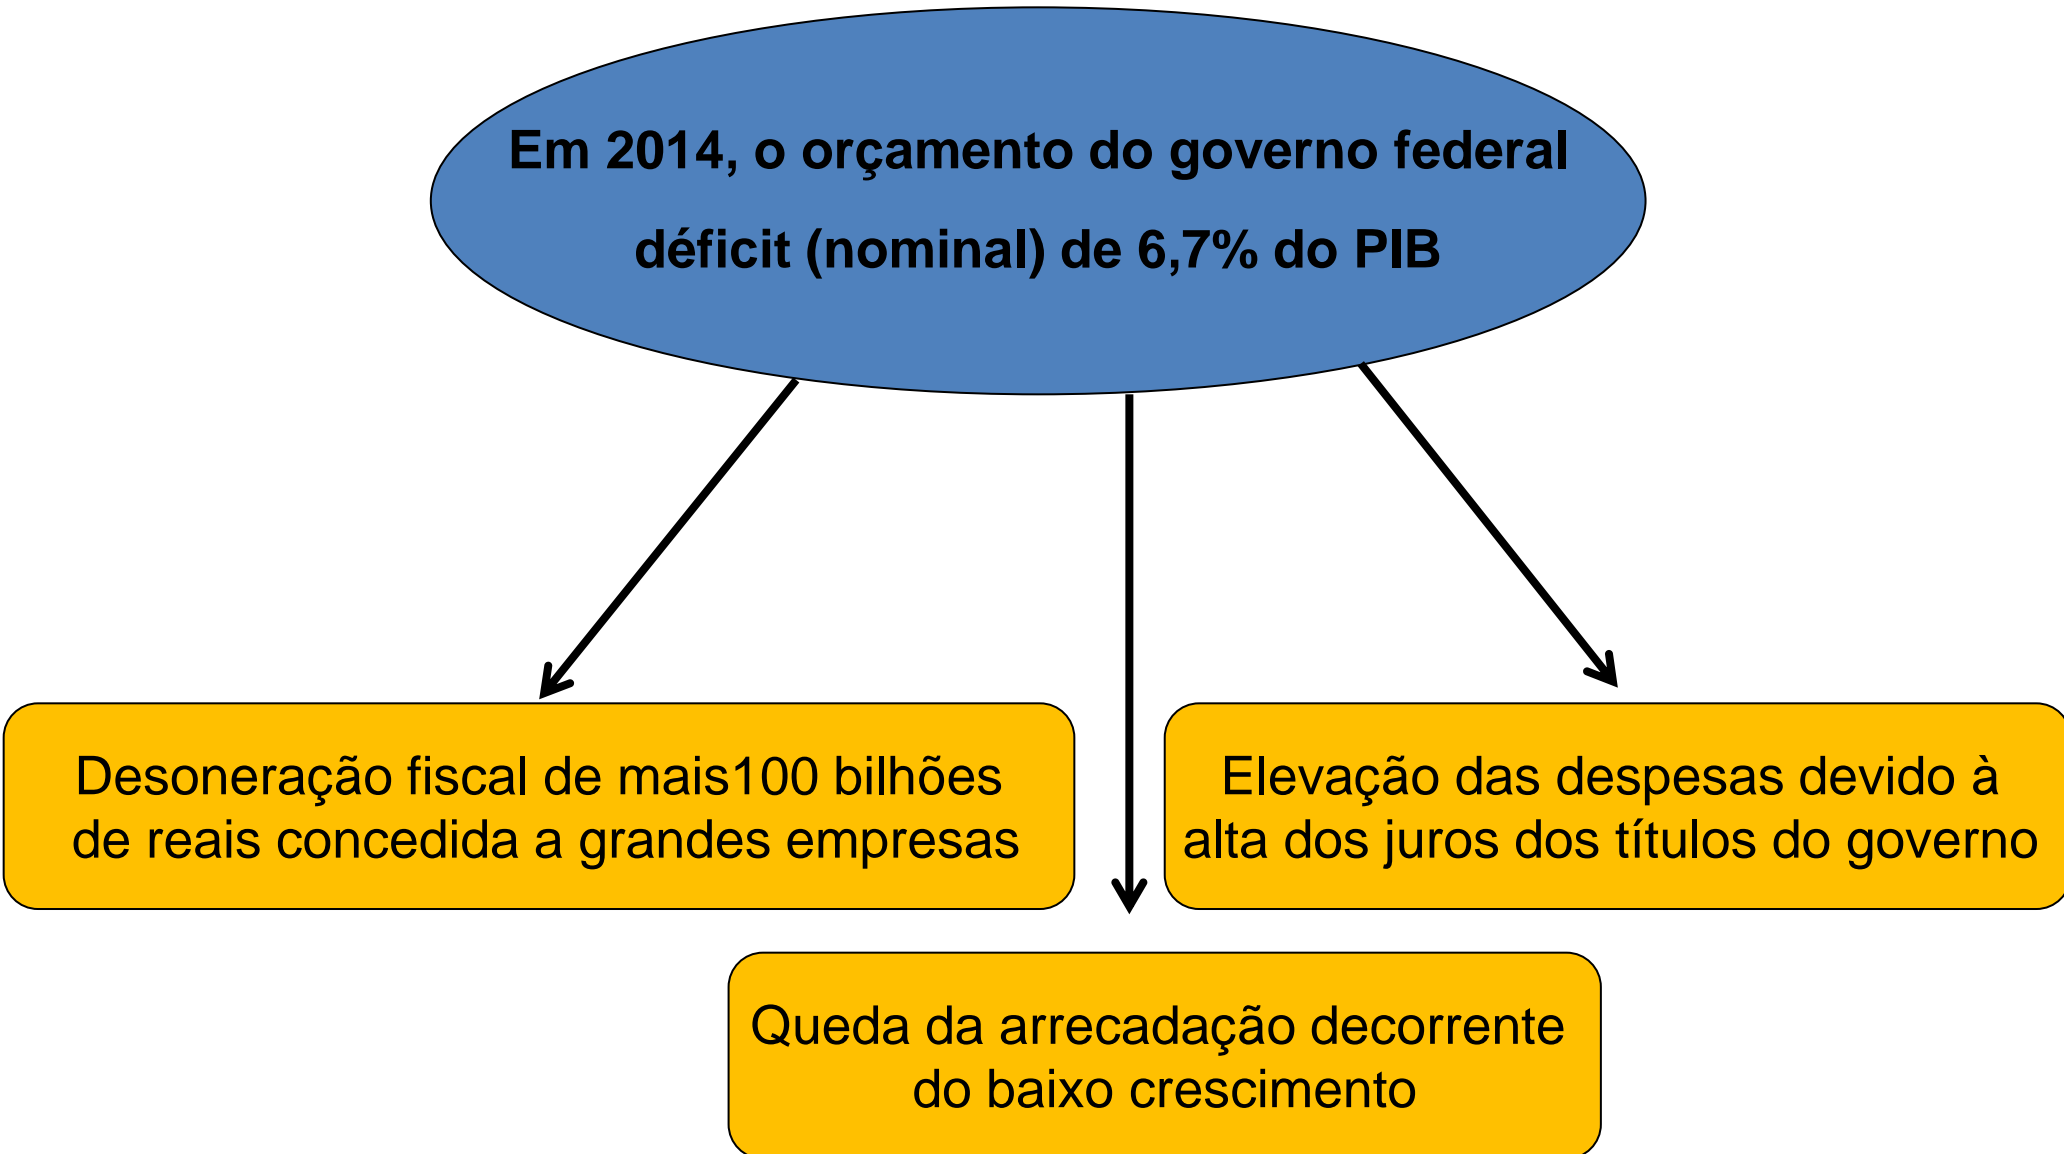 Em 2014, o orçamento do governo federal
déficit (nominal) de 6,7% do PIB
Desoneração fiscal de mais100 bilhões
de reais concedida a grandes empresas
Elevação das despesas devido à
alta dos juros dos títulos do governo
Queda da arrecadação decorrente
do baixo crescimento